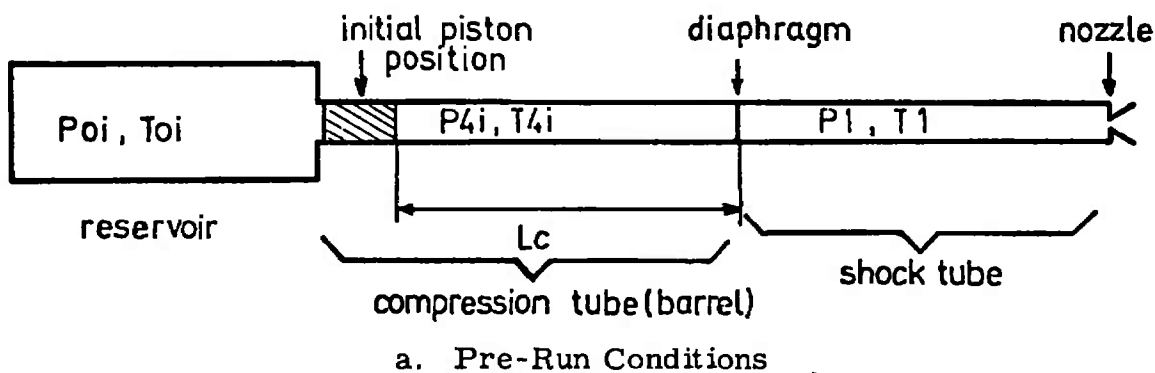 initial piston
position
diaphragm
nozzle
Poi, Toi
P4i, T4i
P1, T1
reservoir
Lc
compression tube(barrel)
shock tube
a. Pre-Run Conditions